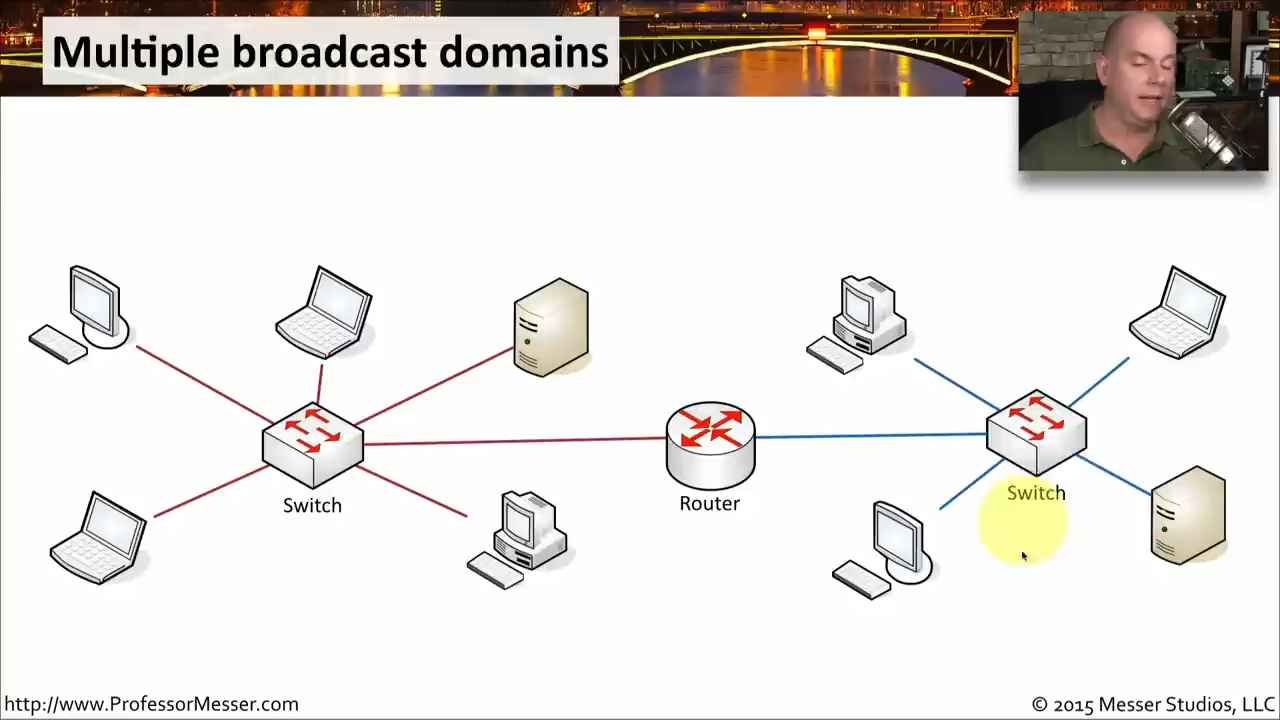 Multiple broadcast domains
Switch
Router
Switch
http://www.ProfessorMesser.com
© 2015 Messer Studios, LLC